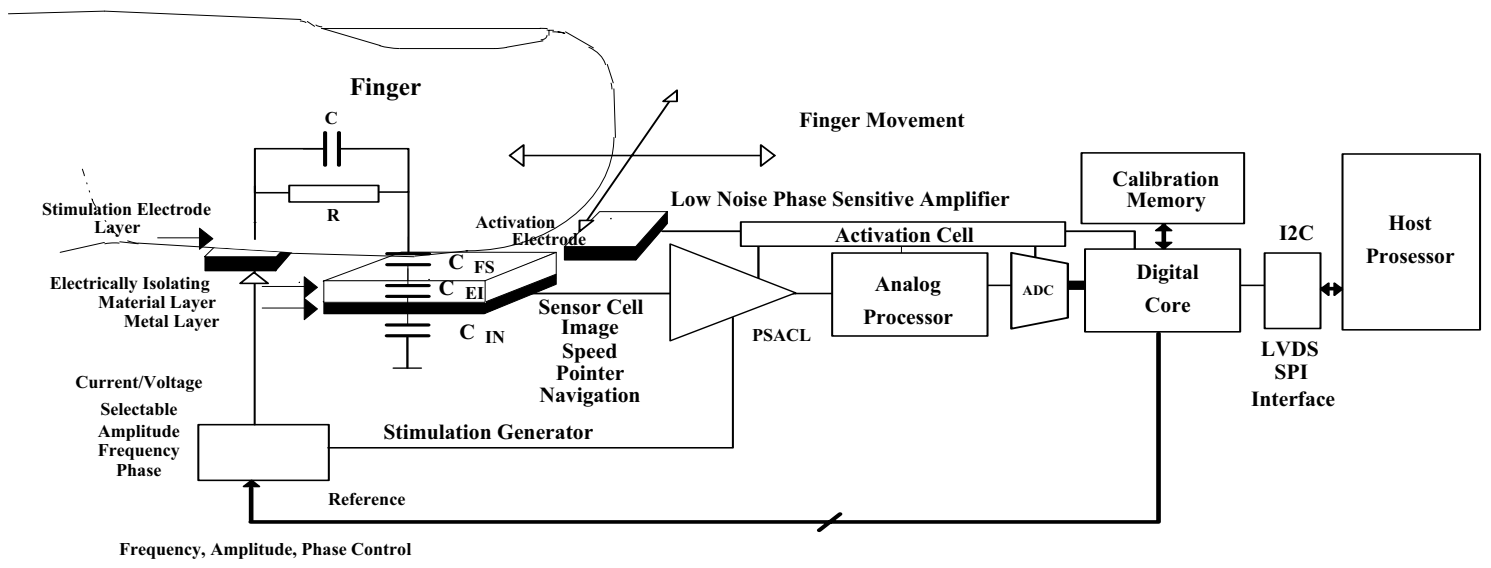 Finger
C
Finger Movement
R
Stimulation Electrode
Layer
Activation
Electrode
Low Noise Phase Sensitive Amplifier
Activation Cell
Calibration
Memory
I2C
Host
Prosessor
Electrically Isolating
Material Layer
Metal Layer
C FS
C EI
C IN
Sensor Cell
Image
Speed
Pointer
Navigation
PSACL
Analog
Processor
ADC
Digital
Core
LVDS
SPI
Interface
Current/Voltage
Selectable
Amplitude
Frequency
Phase
Stimulation Generator
Reference
Frequency, Amplitude, Phase Control